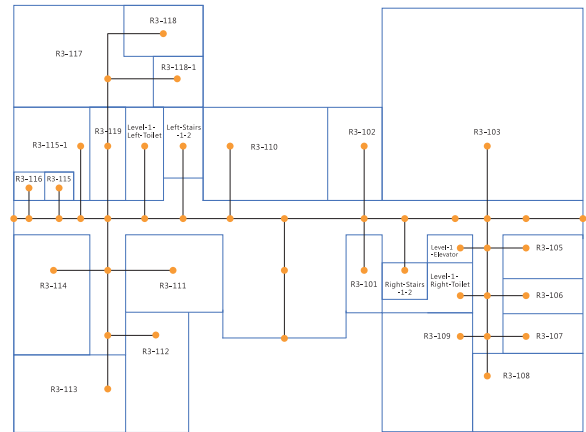 R3-118
R3-117
R3-118-1
R3-119
Level-1-
Left-Toilet
Left-Stairs
-1-2
R3-115-1
R3-110
R3-102
R3-103
R3-116
R3-115
Level-1
-Elevator
R3-105
R3-114
R3-111
R3-101
Right-Stairs
-1-2
Level-1-
Right-Toilet
R3-106
R3-112
R3-109
R3-107
R3-113
R3-108